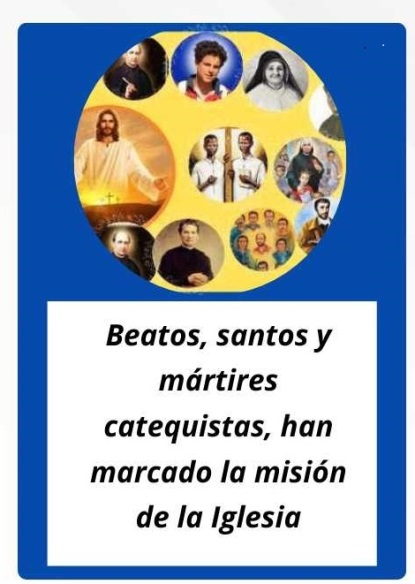 Beatos, santos y
mártires
catequistas, han
marcado la misión
de la Iglesia